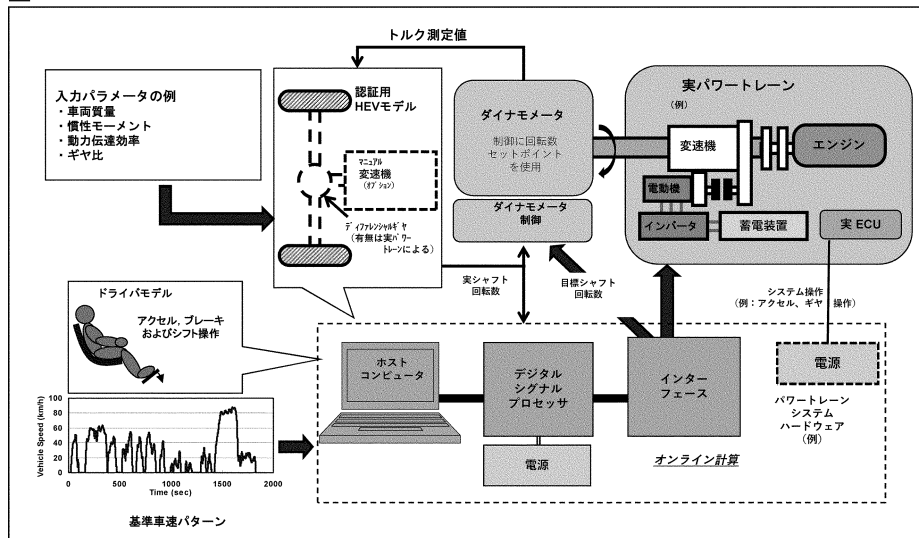 トルク測定値
入力パラメータの例
・車両質量
・慣性モーメント
・動力伝達効率
・ギヤ比
認証用
HEVモデル
マニュアル
変速機
(オプション)
ディファレンシャルギヤ
(有無は実パワー
トレーンによる)
ダイナモメータ
制御に回転数
セットポイント
を使用
ダイナモメータ
制御
実パワートレーン
(例)
変速機
エンジン
電動機
インバータ
蓄電装置
実ECU
実シャフト
回転数
目標シャフト
回転数
システム操作
(例:アクセル、ギヤ 操作)
ドライバモデル
アクセル, ブレーキ
およびシフト操作
ホスト
コンピュータ
デジタル
シグナル
プロセッサ
インター
フェース
電源
電源
パワートレーン
システム
ハードウェア
(例)
オンライン計算
Vehicle Speed (km/h)
100
80
60
40
20
0
0 500 1000 1500 2000
Time (sec)
基準車速パターン